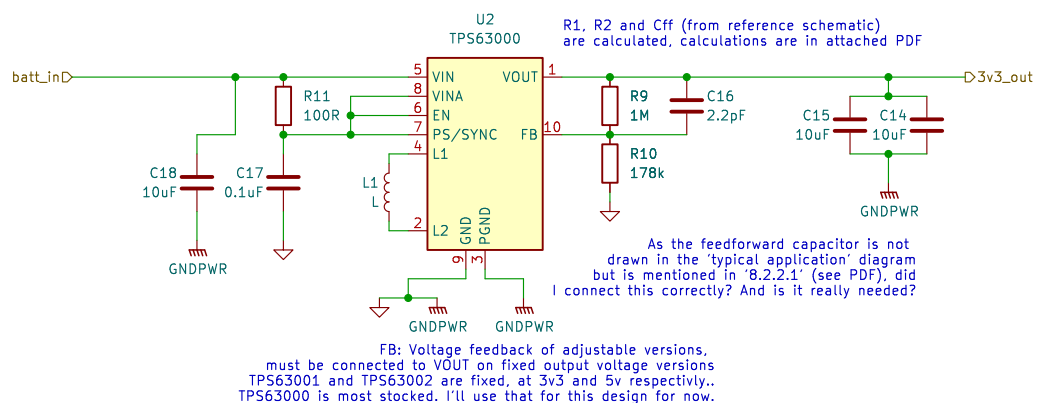 U2
TPS63000
R1, R2 and Cff (from reference schematic)
are calculated, calculations are in attached PDF
batt_in
5
VIN
VOUT
1
3v3_out
8
VINA
R11
100R
6
EN
R9
1M
C16
2.2pF
7
PS/SYNC
FB
10
C15
10uF
C14
10uF
4
L1
R10
178k
C18
10uF
C17
0.1uF
L1
L
2
L2
GND
PGND
9
3
GNDPWR
GNDPWR
GNDPWR
GNDPWR
As the feedforward capacitor is not
drawn in the 'typical application' diagram
but is mentioned in '8.2.2.1' (see PDF), did
I connect this correctly? And is it really needed?
FB: Voltage feedback of adjustable versions,
must be connected to VOUT on fixed output voltage versions
TPS63001 and TPS63002 are fixed, at 3v3 and 5v respectivly..
TPS63000 is most stocked. I'll use that for this design for now.